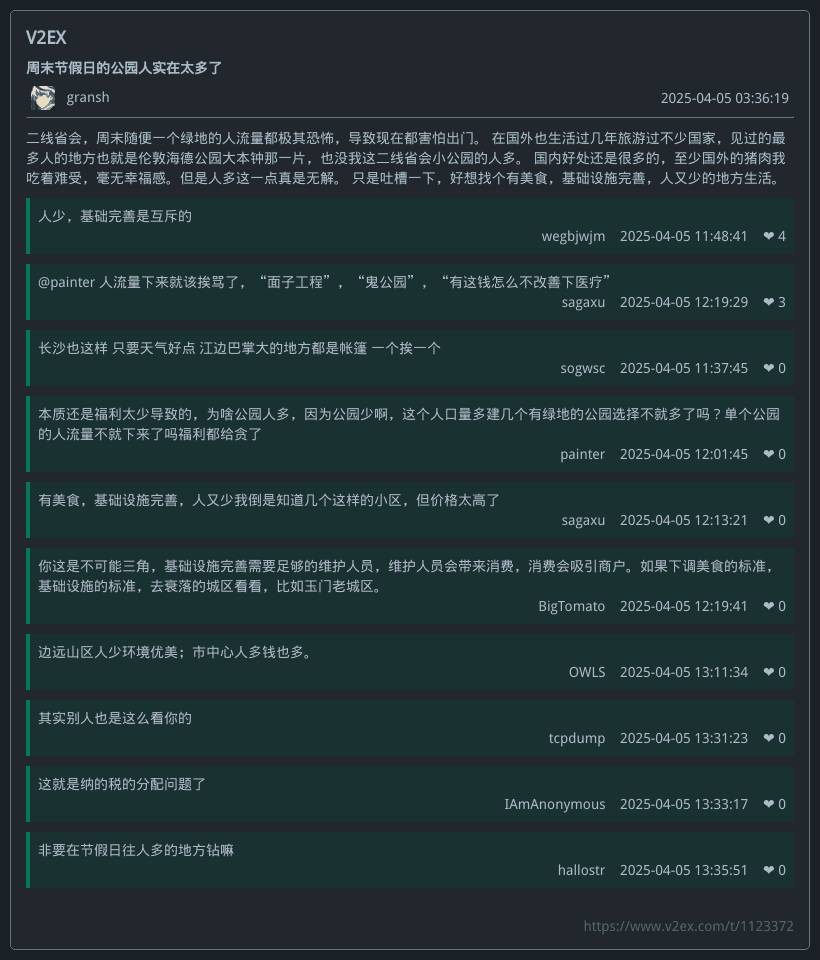 V2EX
周末节假日的公园人实在太多了
gransh 2025-04-05 03:36:19
二线省会，周末随便一个绿地的人流量都极其恐怖，导致现在都害怕出门。 在国外也生活过几年旅游过不少国家，见过的最
多人的地方也就是伦敦海德公园大本钟那一片，也没我这二线省会小公园的人多。 国内好处还是很多的，至少国外的猪肉我
吃着难受，毫无幸福感。但是人多这一点真是无解。 只是吐槽一下，好想找个有美食，基础设施完善，人又少的地方生活。
人少，基础完善是互斥的
wegbjwjm 2025-04-05 11:48:41 ❤ 4
@painter 人流量下来就该挨骂了，“面子工程”，“鬼公园”，“有这钱怎么不改善下医疗”
sagaxu 2025-04-05 12:19:29 ❤ 3
长沙也这样 只要天气好点 江边巴掌大的地方都是帐篷 一个挨一个
sogwsc 2025-04-05 11:37:45 ❤ 0
本质还是福利太少导致的，为啥公园人多，因为公园少啊，这个人口量多建几个有绿地的公园选择不就多了吗？单个公园
的人流量不就下来了吗福利都给贪了
painter 2025-04-05 12:01:45 ❤ 0
有美食，基础设施完善，人又少我倒是知道几个这样的小区，但价格太高了
sagaxu 2025-04-05 12:13:21 ❤ 0
你这是不可能三角，基础设施完善需要足够的维护人员，维护人员会带来消费，消费会吸引商户。如果下调美食的标准，
基础设施的标准，去衰落的城区看看，比如玉门老城区。
BigTomato 2025-04-05 12:19:41 ❤ 0
边远山区人少环境优美；市中心人多钱也多。
OWLS 2025-04-05 13:11:34 ❤ 0
其实别人也是这么看你的
tcpdump 2025-04-05 13:31:23 ❤ 0
这就是纳的税的分配问题了
IAmAnonymous 2025-04-05 13:33:17 ❤ 0
非要在节假日往人多的地方钻嘛
hallostr 2025-04-05 13:35:51 ❤ 0
https://www.v2ex.com/t/1123372